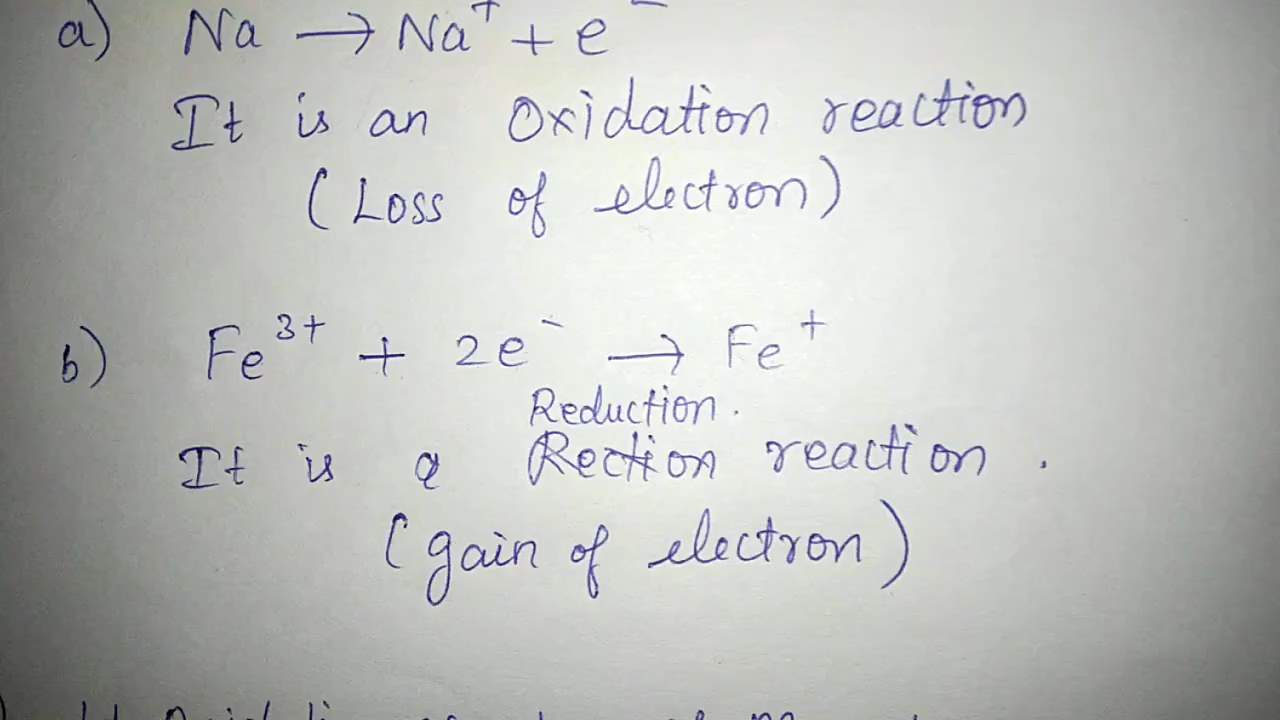 a) Na → Na⁺ + e⁻
It is an Oxidation reaction
(Loss of electron)
b) Fe³⁺ + 2e⁻ → Fe⁺
Reduction.
It is a Rection reaction.
(gain of electron)